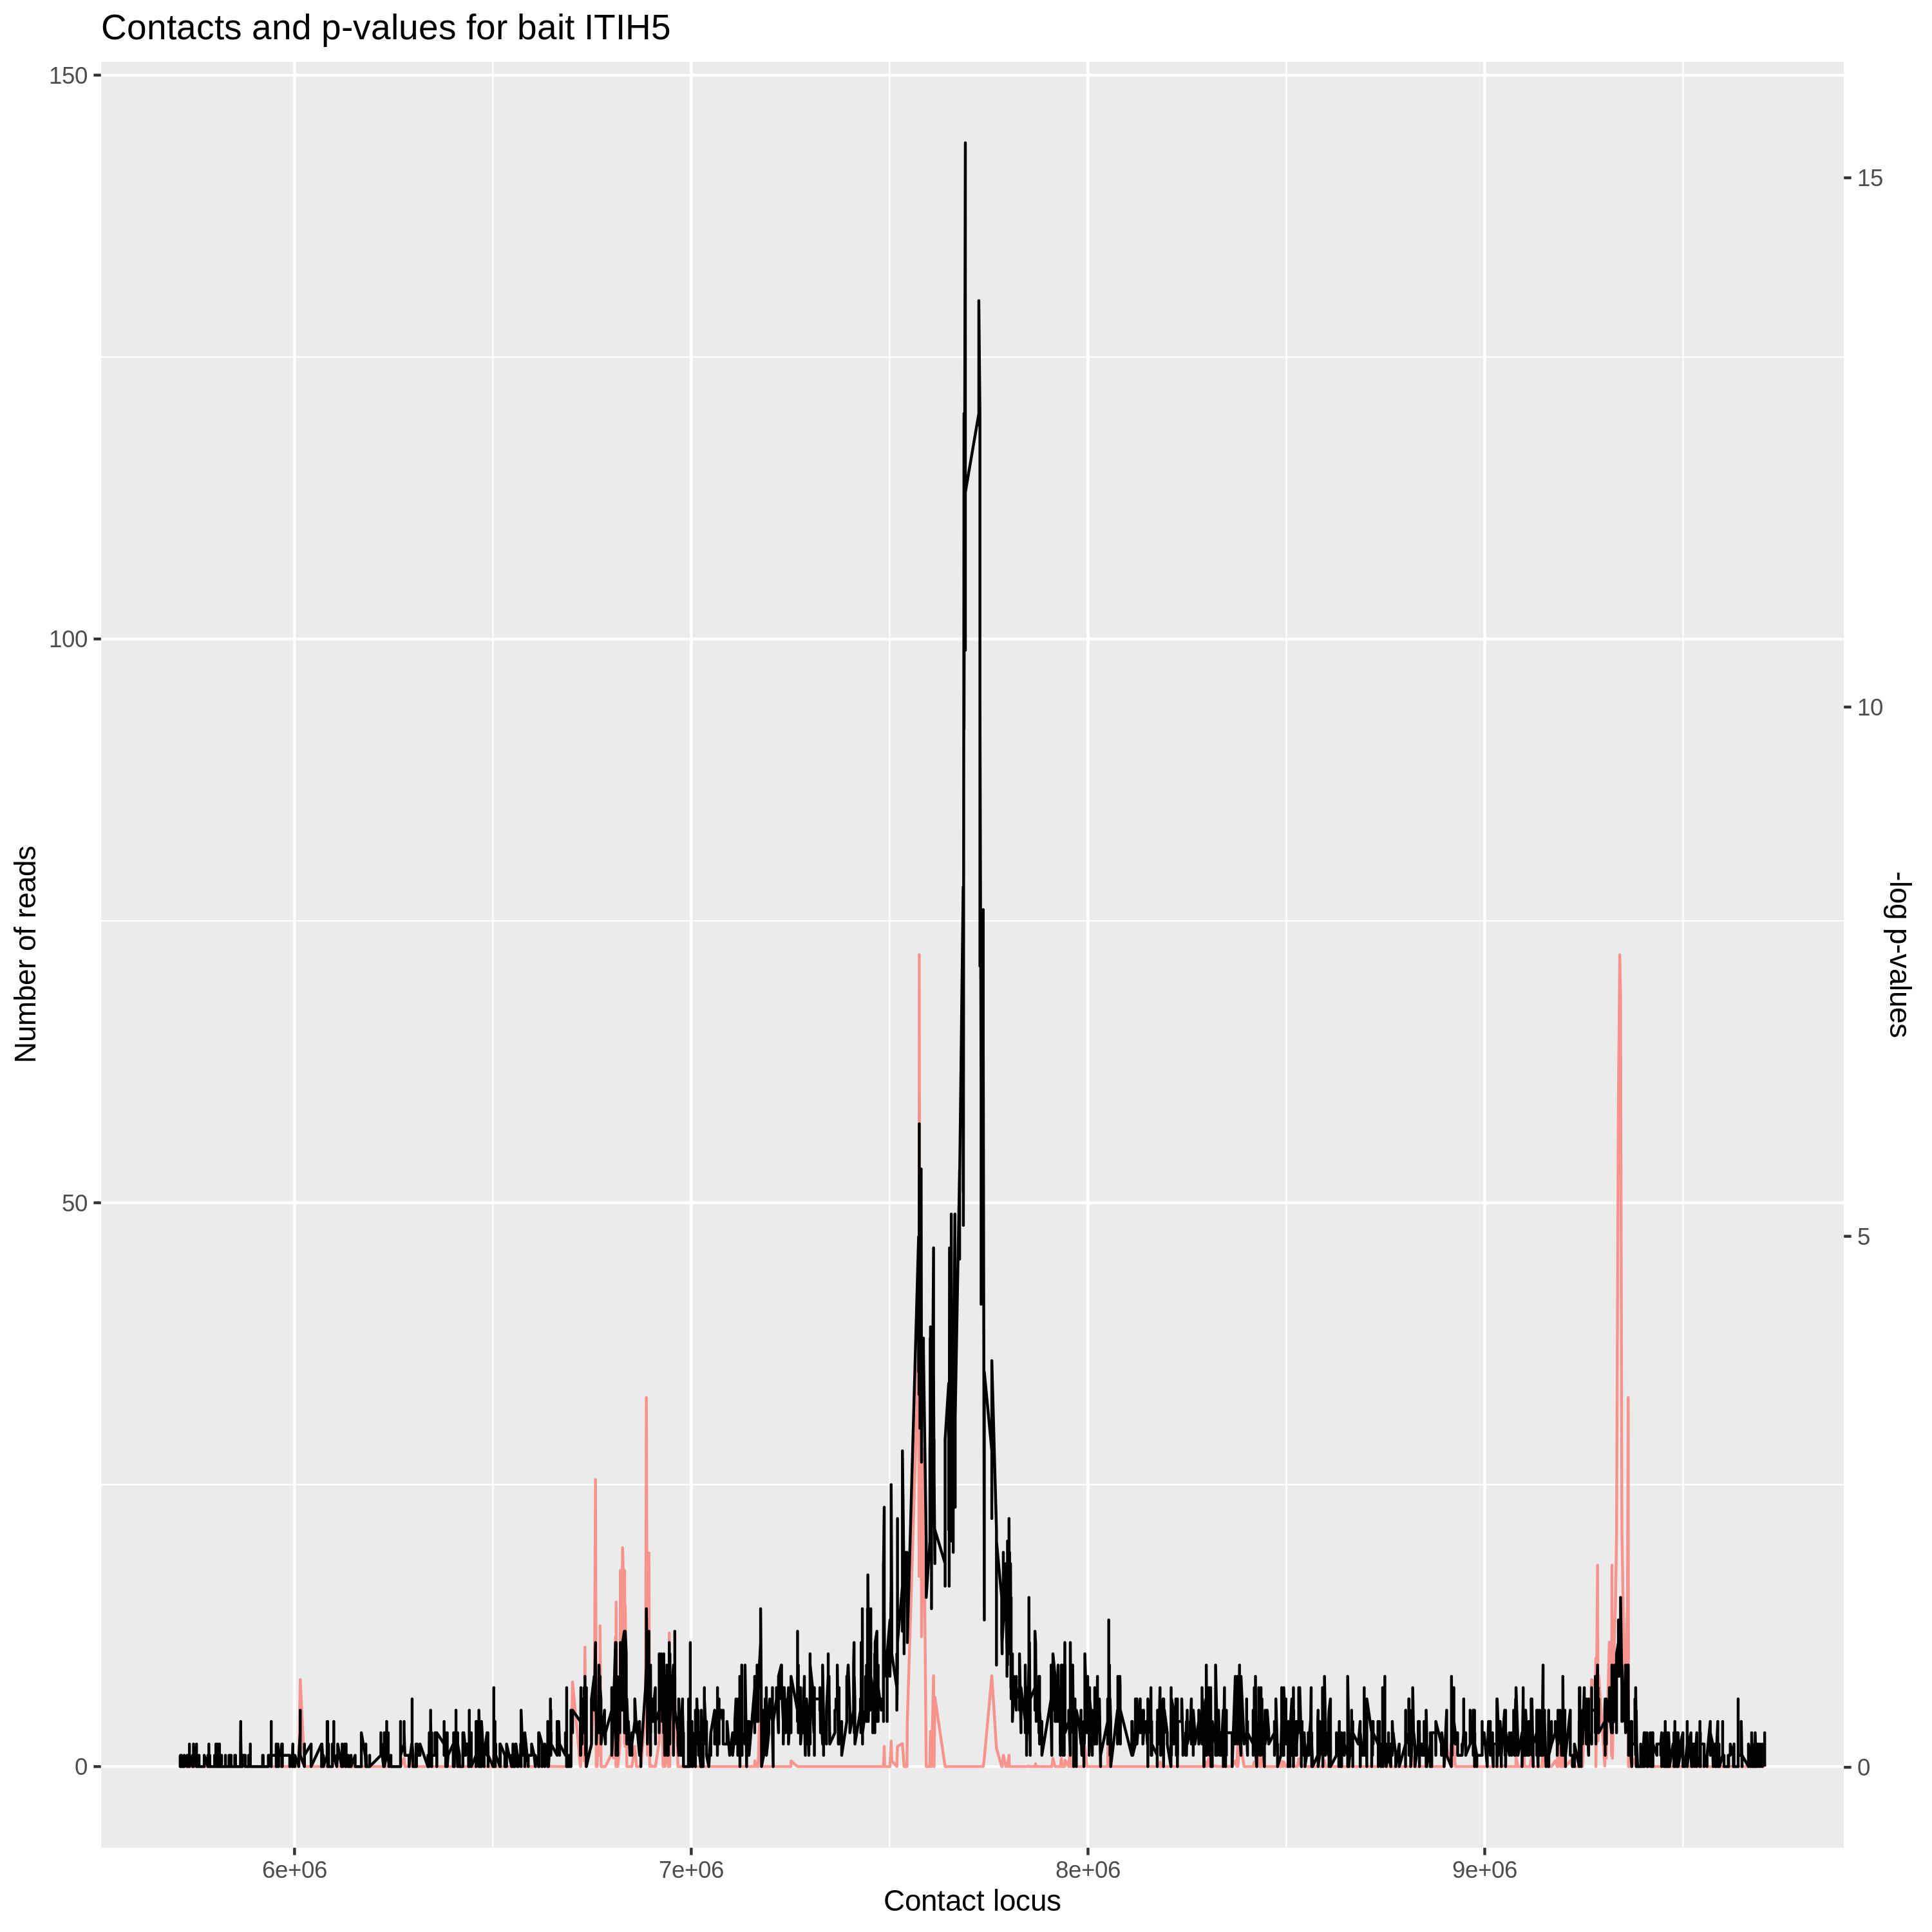 Contacts and p-values for bait ITIH5
150
100
50
0
Number of reads
15
10
5
0
-log p-values
6e+06
7e+06
8e+06
9e+06
Contact locus